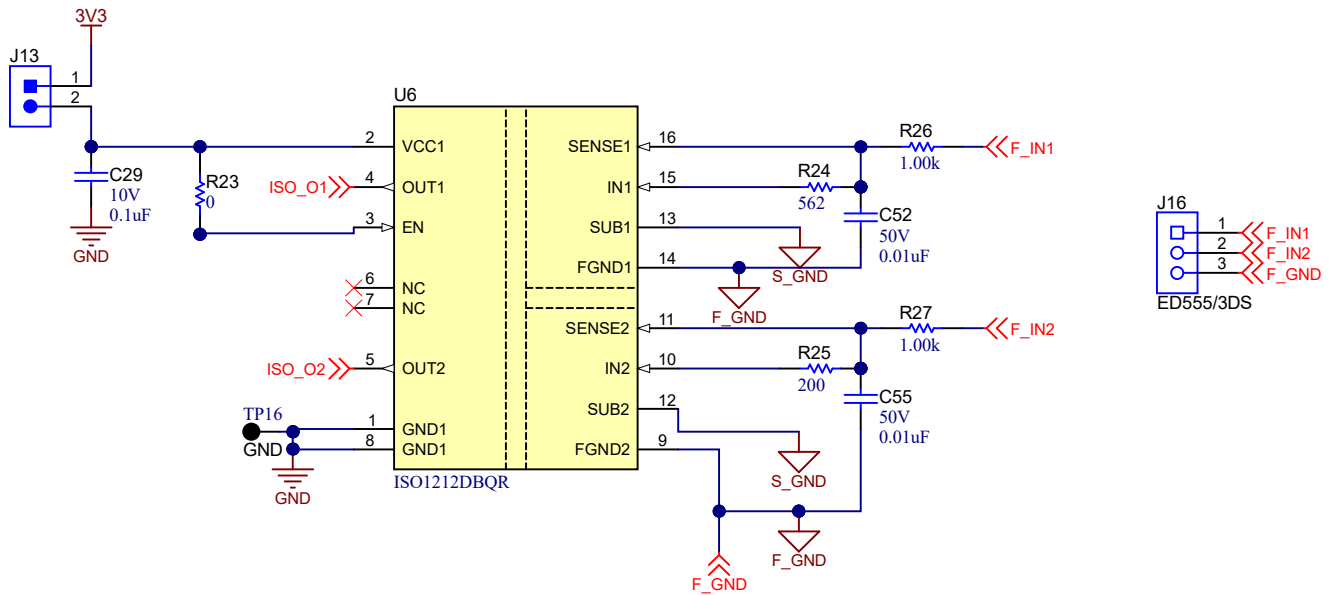 3V3
J13
1
2
C29
10V
0.1uF
GND
R23
0
ISO_O1
ISO_O2
TP16
GND
GND
U6
2 VCC1
4 OUT1
3 EN
6 NC
7 NC
5 OUT2
1 GND1
8 GND1
SENSE1 16
IN1 15
SUB1 13
FGND1 14
SENSE2 11
IN2 10
SUB2 12
FGND2 9
ISO1212DBQR
R26
1.00k
F_IN1
R24
562
C52
50V
0.01uF
S_GND
F_GND
R27
1.00k
F_IN2
R25
200
C55
50V
0.01uF
S_GND
F_GND
F_GND
J16
1 F_IN1
2 F_IN2
3 F_GND
ED555/3DS